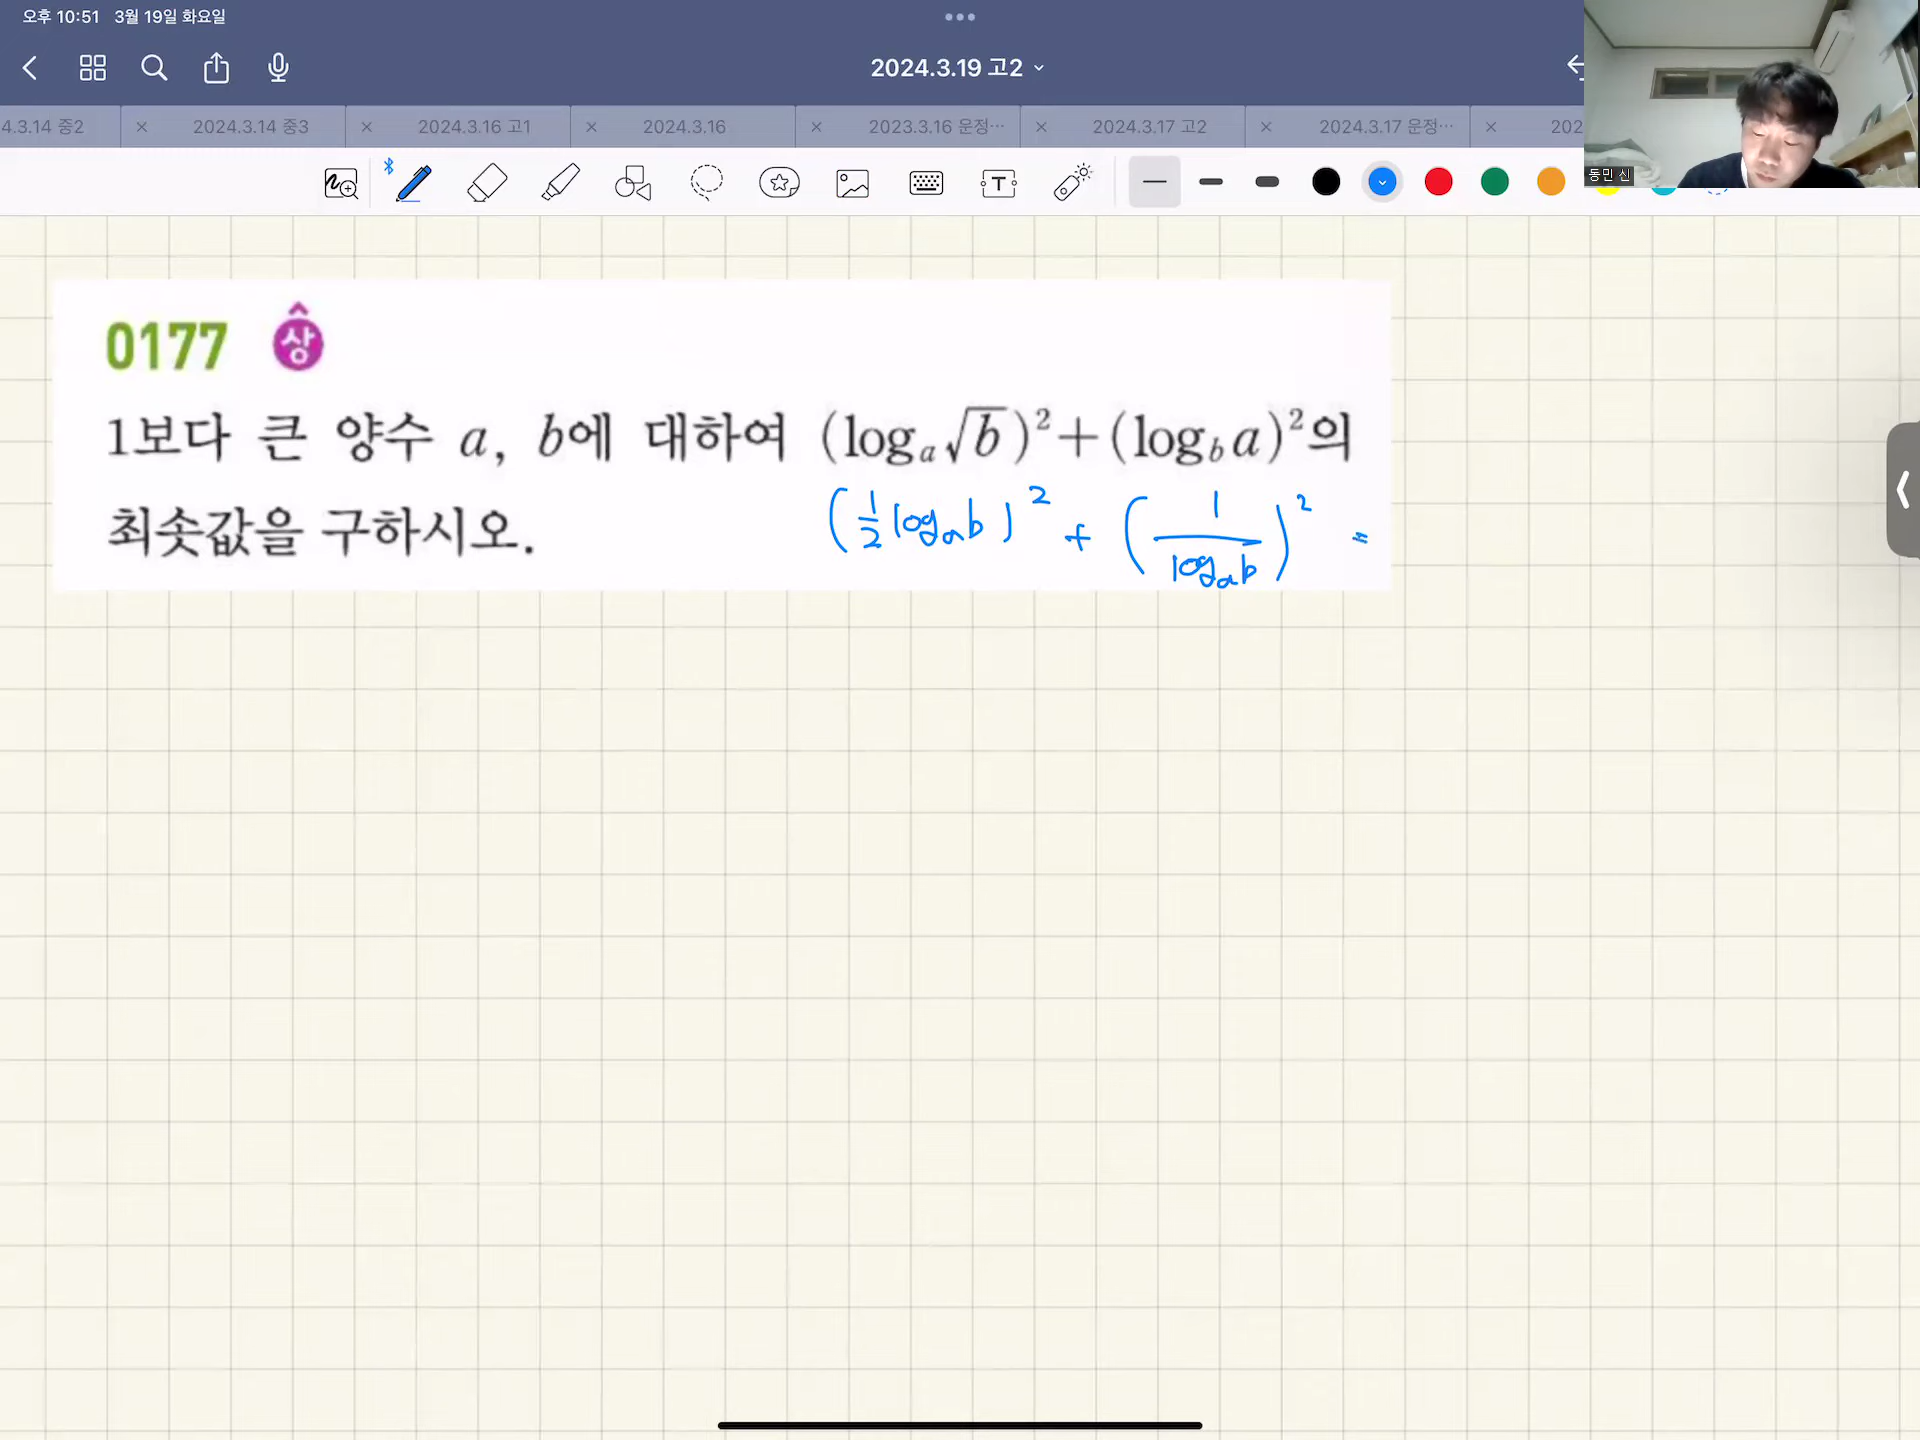 오후 10:51 3월 19일 화요일
2024.3.19 고2
4.3.14 중2 × 2024.3.14 중3 × 2024.3.16 고1 × 2024.3.16 × 2023.3.16 운정… × 2024.3.17 고2 × 2024.3.17 운정… × 202
T
동민 신
0177 상
1보다 큰 양수 a, b에 대하여 (logₐ√b)²+(log_b a)²의
최솟값을 구하시오.
(½ logₐb)² + (1/logₐb)² =